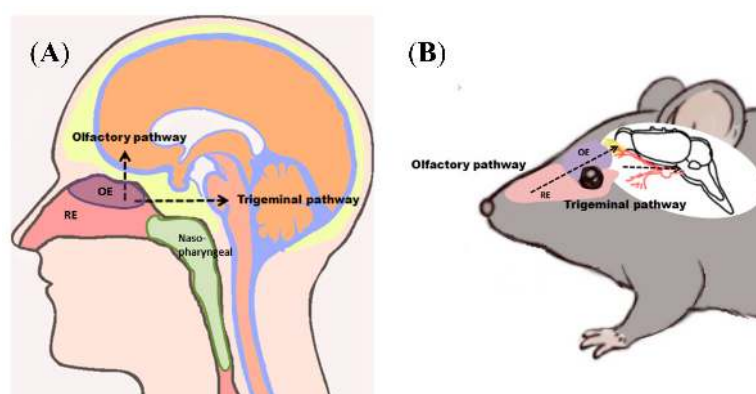 (A)
Olfactory pathway
OE
RE
Trigeminal pathway
Naso-
pharyngeal
(B)
OE
Olfactory pathway
RE
Trigeminal pathway